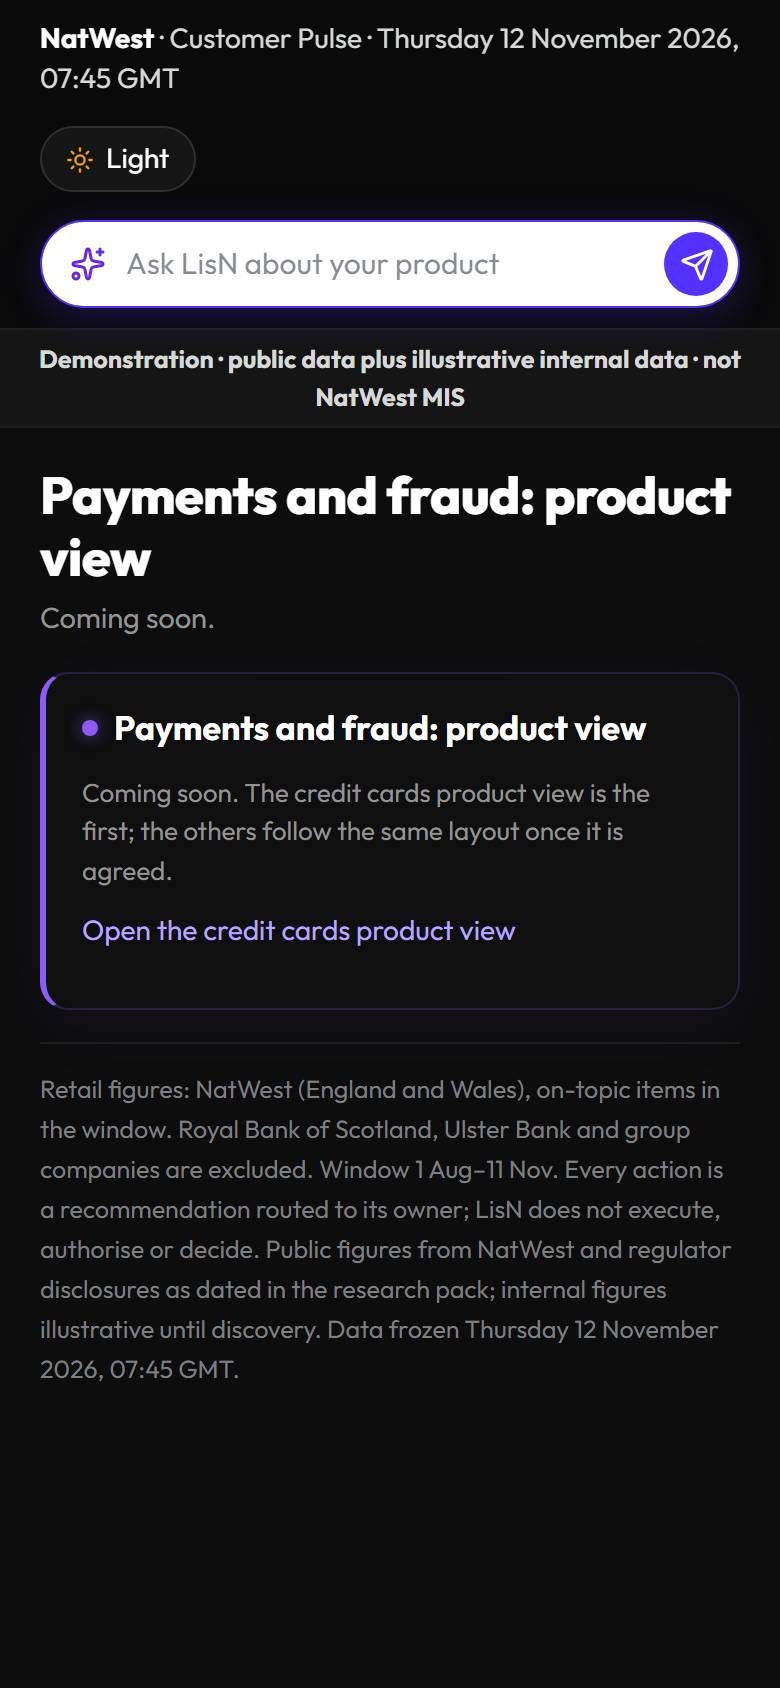 NatWest · Customer Pulse · Thursday 12 November 2026,
07:45 GMT
Light
Ask LisN about your product
Demonstration · public data plus illustrative internal data · not
NatWest MIS
Payments and fraud: product
view
Coming soon.
Payments and fraud: product view
Coming soon. The credit cards product view is the
first; the others follow the same layout once it is
agreed.
Open the credit cards product view
Retail figures: NatWest (England and Wales), on-topic items in
the window. Royal Bank of Scotland, Ulster Bank and group
companies are excluded. Window 1 Aug–11 Nov. Every action is
a recommendation routed to its owner; LisN does not execute,
authorise or decide. Public figures from NatWest and regulator
disclosures as dated in the research pack; internal figures
illustrative until discovery. Data frozen Thursday 12 November
2026, 07:45 GMT.